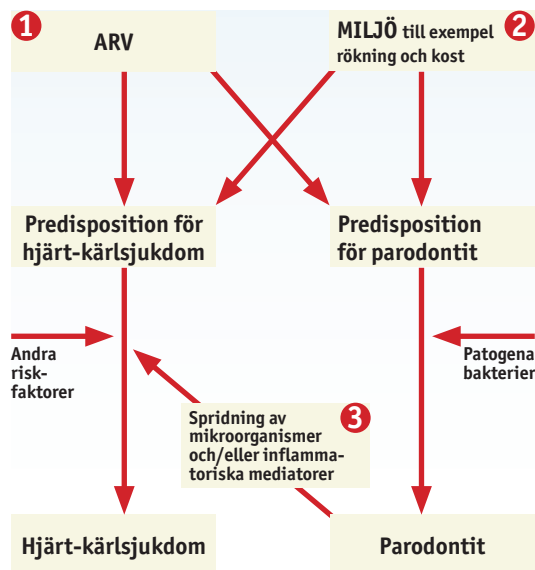 1
ARV
MILJÖ till exempel
rökning och kost
2
Predisposition för
hjärt-kärlsjukdom
Predisposition
för parodontit
Andra
risk-
faktorer
Patogena
bakterier
Spridning av
mikroorganismer
och/eller inflamma-
toriska mediatorer
3
Hjärt-kärlsjukdom
Parodontit